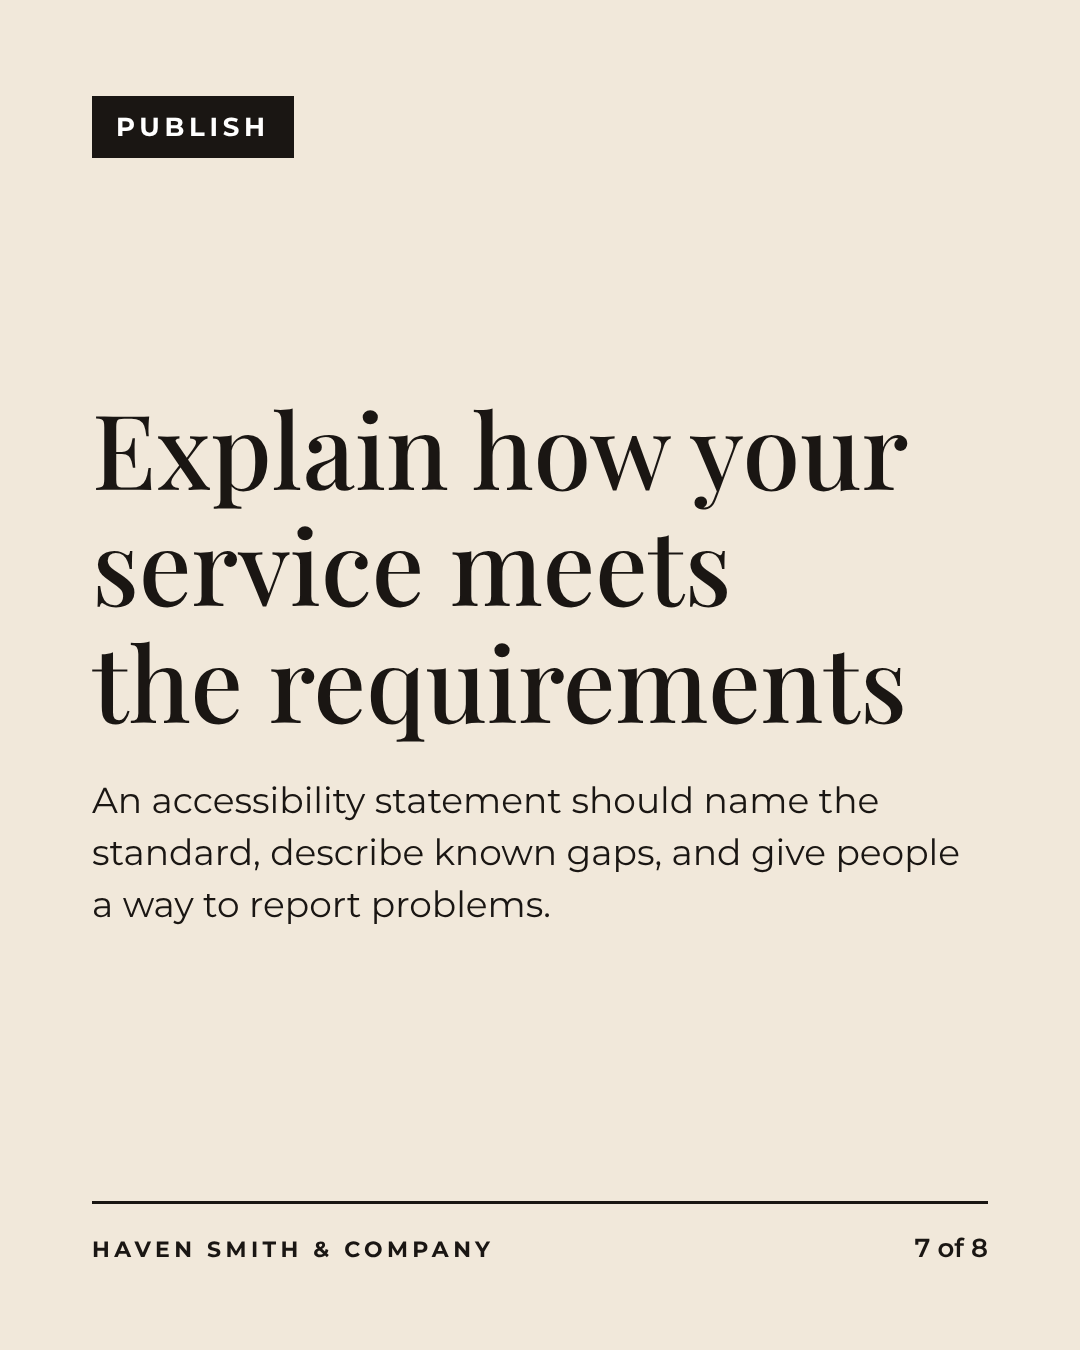 PUBLISH
Explain how your
service meets
the requirements
An accessibility statement should name the
standard, describe known gaps, and give people
a way to report problems.
HAVEN SMITH & COMPANY
7 of 8